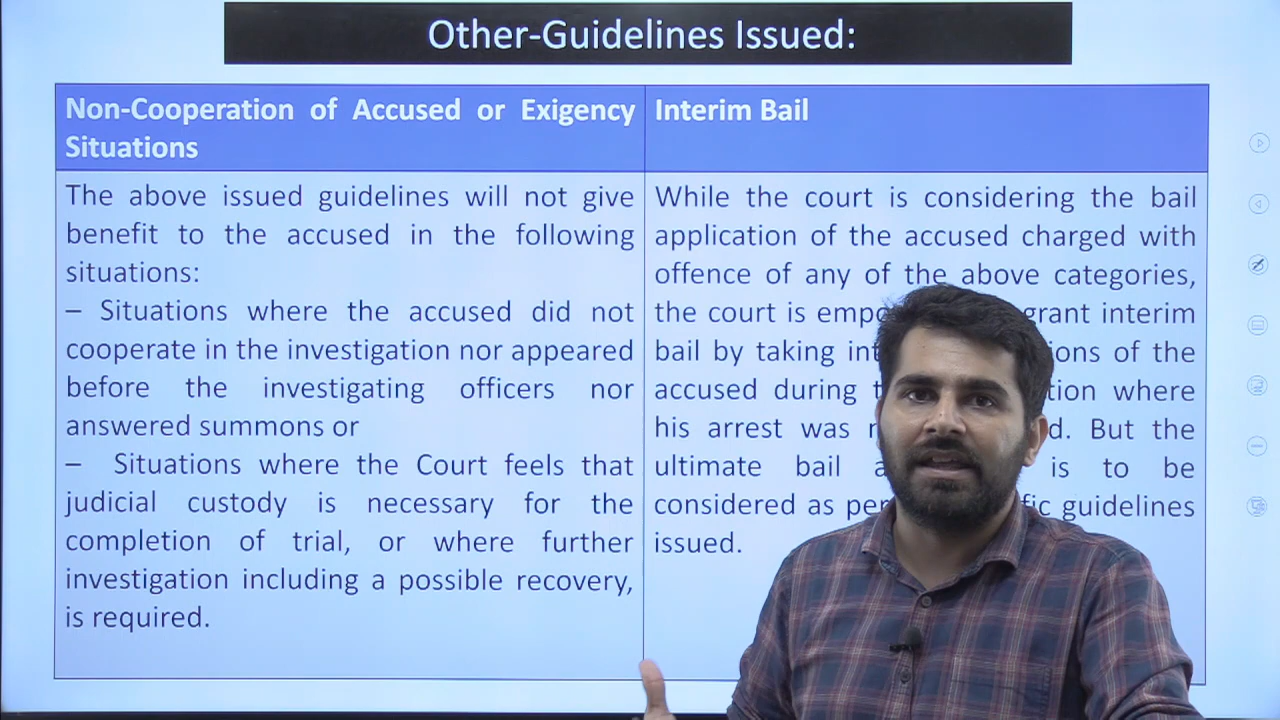 Other-Guidelines Issued:
Non-Cooperation of Accused or Exigency
Situations
The above issued guidelines will not give
benefit to the accused in the following
situations:
– Situations where the accused did not
cooperate in the investigation nor appeared
before the investigating officers nor
answered summons or
– Situations where the Court feels that
judicial custody is necessary for the
completion of trial, or where further
investigation including a possible recovery,
is required.
Interim Bail
While the court is considering the bail
application of the accused charged with
offence of any of the above categories,
the court is grant interim
bail by taking of the
accused during where
his arrest was But the
ultimate bail is to be
considered as per guidelines
issued.